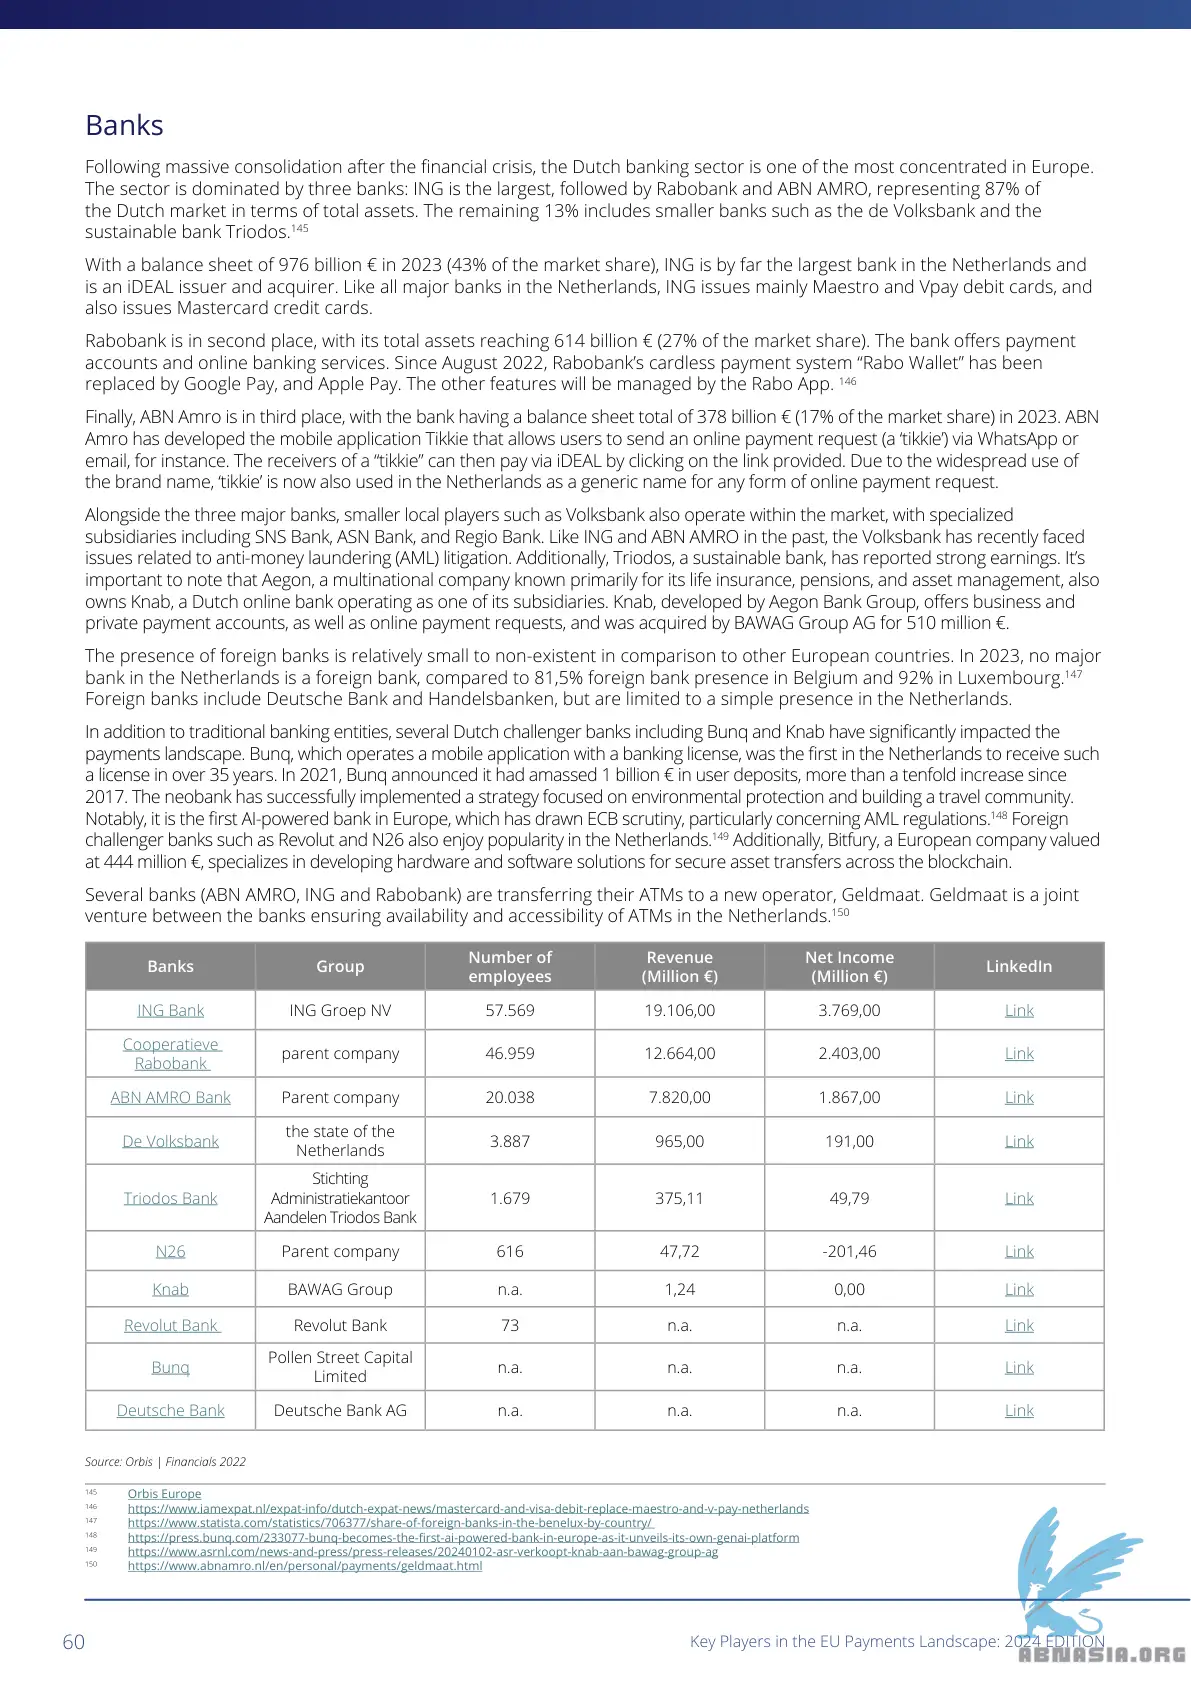 Banks
Following massive consolidation after the financial crisis, the Dutch banking sector is one of the most concentrated in Europe.
The sector is dominated by three banks: ING is the largest, followed by Rabobank and ABN AMRO, representing 87% of
the Dutch market in terms of total assets. The remaining 13% includes smaller banks such as the de Volksbank and the
sustainable bank Triodos.145
With a balance sheet of 976 billion € in 2023 (43% of the market share), ING is by far the largest bank in the Netherlands and
is an iDEAL issuer and acquirer. Like all major banks in the Netherlands, ING issues mainly Maestro and Vpay debit cards, and
also issues Mastercard credit cards.
Rabobank is in second place, with its total assets reaching 614 billion € (27% of the market share). The bank offers payment
accounts and online banking services. Since August 2022, Rabobank's cardless payment system “Rabo Wallet” has been
replaced by Google Pay, and Apple Pay. The other features will be managed by the Rabo App. 146
Finally, ABN Amro is in third place, with the bank having a balance sheet total of 378 billion € (17% of the market share) in 2023. ABN
Amro has developed the mobile application Tikkie that allows users to send an online payment request (a ‘tikkie’) via WhatsApp or
email, for instance. The receivers of a “tikkie” can then pay via iDEAL by clicking on the link provided. Due to the widespread use of
the brand name, ‘tikkie’ is now also used in the Netherlands as a generic name for any form of online payment request.
Alongside the three major banks, smaller local players such as Volksbank also operate within the market, with specialized
subsidiaries including SNS Bank, ASN Bank, and Regio Bank. Like ING and ABN AMRO in the past, the Volksbank has recently faced
issues related to anti-money laundering (AML) litigation. Additionally, Triodos, a sustainable bank, has reported strong earnings. It's
important to note that Aegon, a multinational company known primarily for its life insurance, pensions, and asset management, also
owns Knab, a Dutch online bank operating as one of its subsidiaries. Knab, developed by Aegon Bank Group, offers business and
private payment accounts, as well as online payment requests, and was acquired by BAWAG Group AG for 510 million €.
The presence of foreign banks is relatively small to non-existent in comparison to other European countries. In 2023, no major
bank in the Netherlands is a foreign bank, compared to 81,5% foreign bank presence in Belgium and 92% in Luxembourg.147
Foreign banks include Deutsche Bank and Handelsbanken, but are limited to a simple presence in the Netherlands.
In addition to traditional banking entities, several Dutch challenger banks including Bunq and Knab have significantly impacted the
payments landscape. Bunq, which operates a mobile application with a banking license, was the first in the Netherlands to receive such
a license in over 35 years. In 2021, Bunq announced it had amassed 1 billion € in user deposits, more than a tenfold increase since
2017. The neobank has successfully implemented a strategy focused on environmental protection and building a travel community.
Notably, it is the first AI-powered bank in Europe, which has drawn ECB scrutiny, particularly concerning AML regulations.148 Foreign
challenger banks such as Revolut and N26 also enjoy popularity in the Netherlands.149 Additionally, Bitfury, a European company valued
at 444 million €, specializes in developing hardware and software solutions for secure asset transfers across the blockchain.
Several banks (ABN AMRO, ING and Rabobank) are transferring their ATMs to a new operator, Geldmaat. Geldmaat is a joint
venture between the banks ensuring availability and accessibility of ATMs in the Netherlands.150
Banks Group Number of employees Revenue (Million €) Net Income (Million €) LinkedIn
ING Bank ING Groep NV 57.569 19.106,00 3.769,00 Link
Cooperatieve Rabobank parent company 46.959 12.664,00 2.403,00 Link
ABN AMRO Bank Parent company 20.038 7.820,00 1.867,00 Link
De Volksbank the state of the Netherlands 3.887 965,00 191,00 Link
Triodos Bank Stichting Administratiekantoor Aandelen Triodos Bank 1.679 375,11 49,79 Link
N26 Parent company 616 47,72 -201,46 Link
Knab BAWAG Group n.a. 1,24 0,00 Link
Revolut Bank Revolut Bank 73 n.a. n.a. Link
Bunq Pollen Street Capital Limited n.a. n.a. n.a. Link
Deutsche Bank Deutsche Bank AG n.a. n.a. n.a. Link
Source: Orbis | Financials 2022
145 Orbis Europe
146 https://www.iamexpat.nl/expat-info/dutch-expat-news/mastercard-and-visa-debit-replace-maestro-and-v-pay-netherlands
147 https://www.statista.com/statistics/706377/share-of-foreign-banks-in-the-benelux-by-country/
148 https://press.bunq.com/233077-bunq-becomes-the-first-ai-powered-bank-in-europe-as-it-unveils-its-own-genai-platform
149 https://www.asrnl.com/news-and-press/press-releases/20240102-asr-verkoopt-knab-aan-bawag-group-ag
150 https://www.abnamro.nl/en/personal/payments/geldmaat.html
60
Key Players in the EU Payments Landscape: 2024 EDITION
ABNASIA.ORG